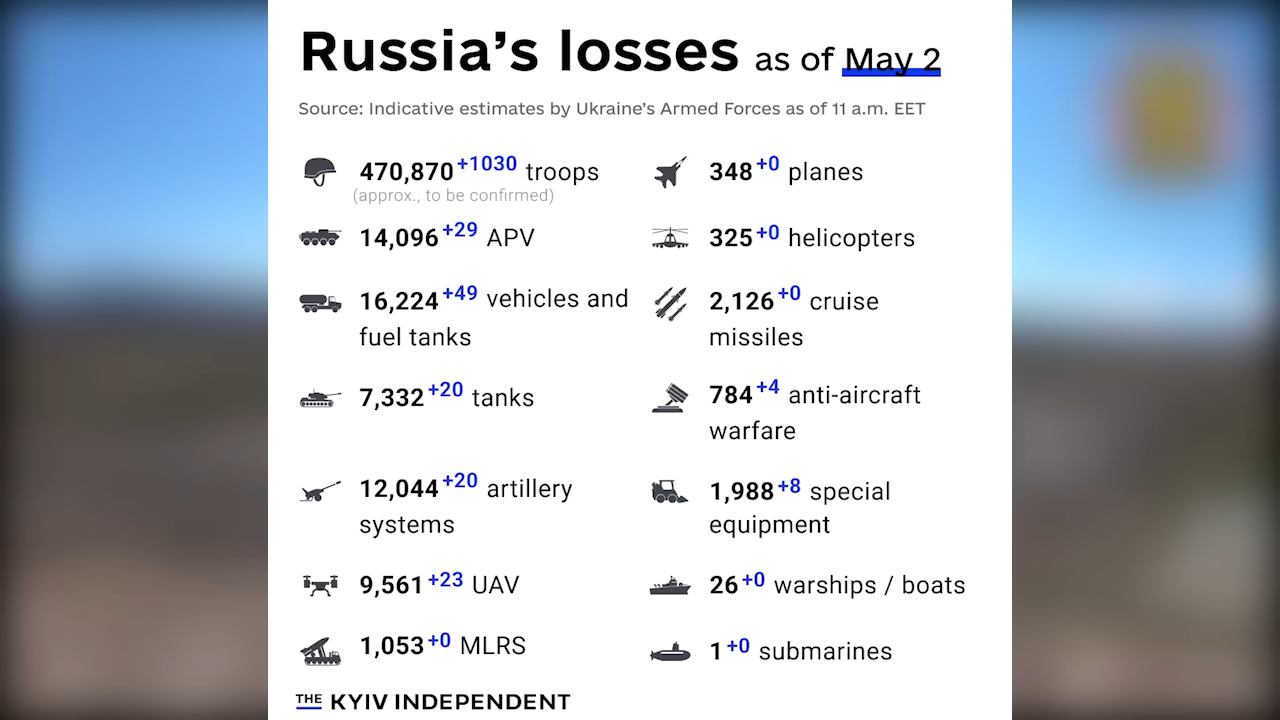 Russia's losses as of May 2
Source: Indicative estimates by Ukraine's Armed Forces as of 11 a.m. EET
470,870 +1030 troops
(approx., to be confirmed)
14,096 +29 APV
16,224 +49 vehicles and
fuel tanks
7,332 +20 tanks
12,044 +20 artillery
systems
9,561 +23 UAV
1,053 +0 MLRS
348 +0 planes
325 +0 helicopters
2,126 +0 cruise
missiles
784 +4 anti-aircraft
warfare
1,988 +8 special
equipment
26 +0 warships / boats
1 +0 submarines
THE KYIV INDEPENDENT